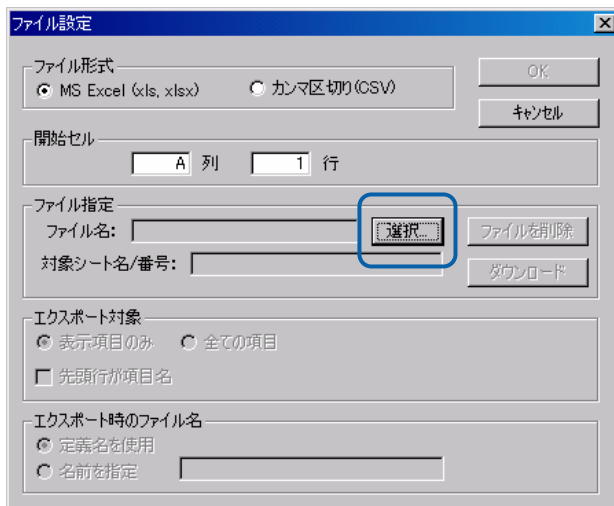 ファイル設定
ファイル形式
MS Excel (xls, xlsx) カンマ区切り(CSV)
OK
キャンセル
開始セル
A 列 1 行
ファイル指定
ファイル名: 選択... ファイルを削除
対象シート名/番号: ダウンロード
エクスポート対象
表示項目のみ 全ての項目
先頭行が項目名
エクスポート時のファイル名
定義名を使用
名前を指定